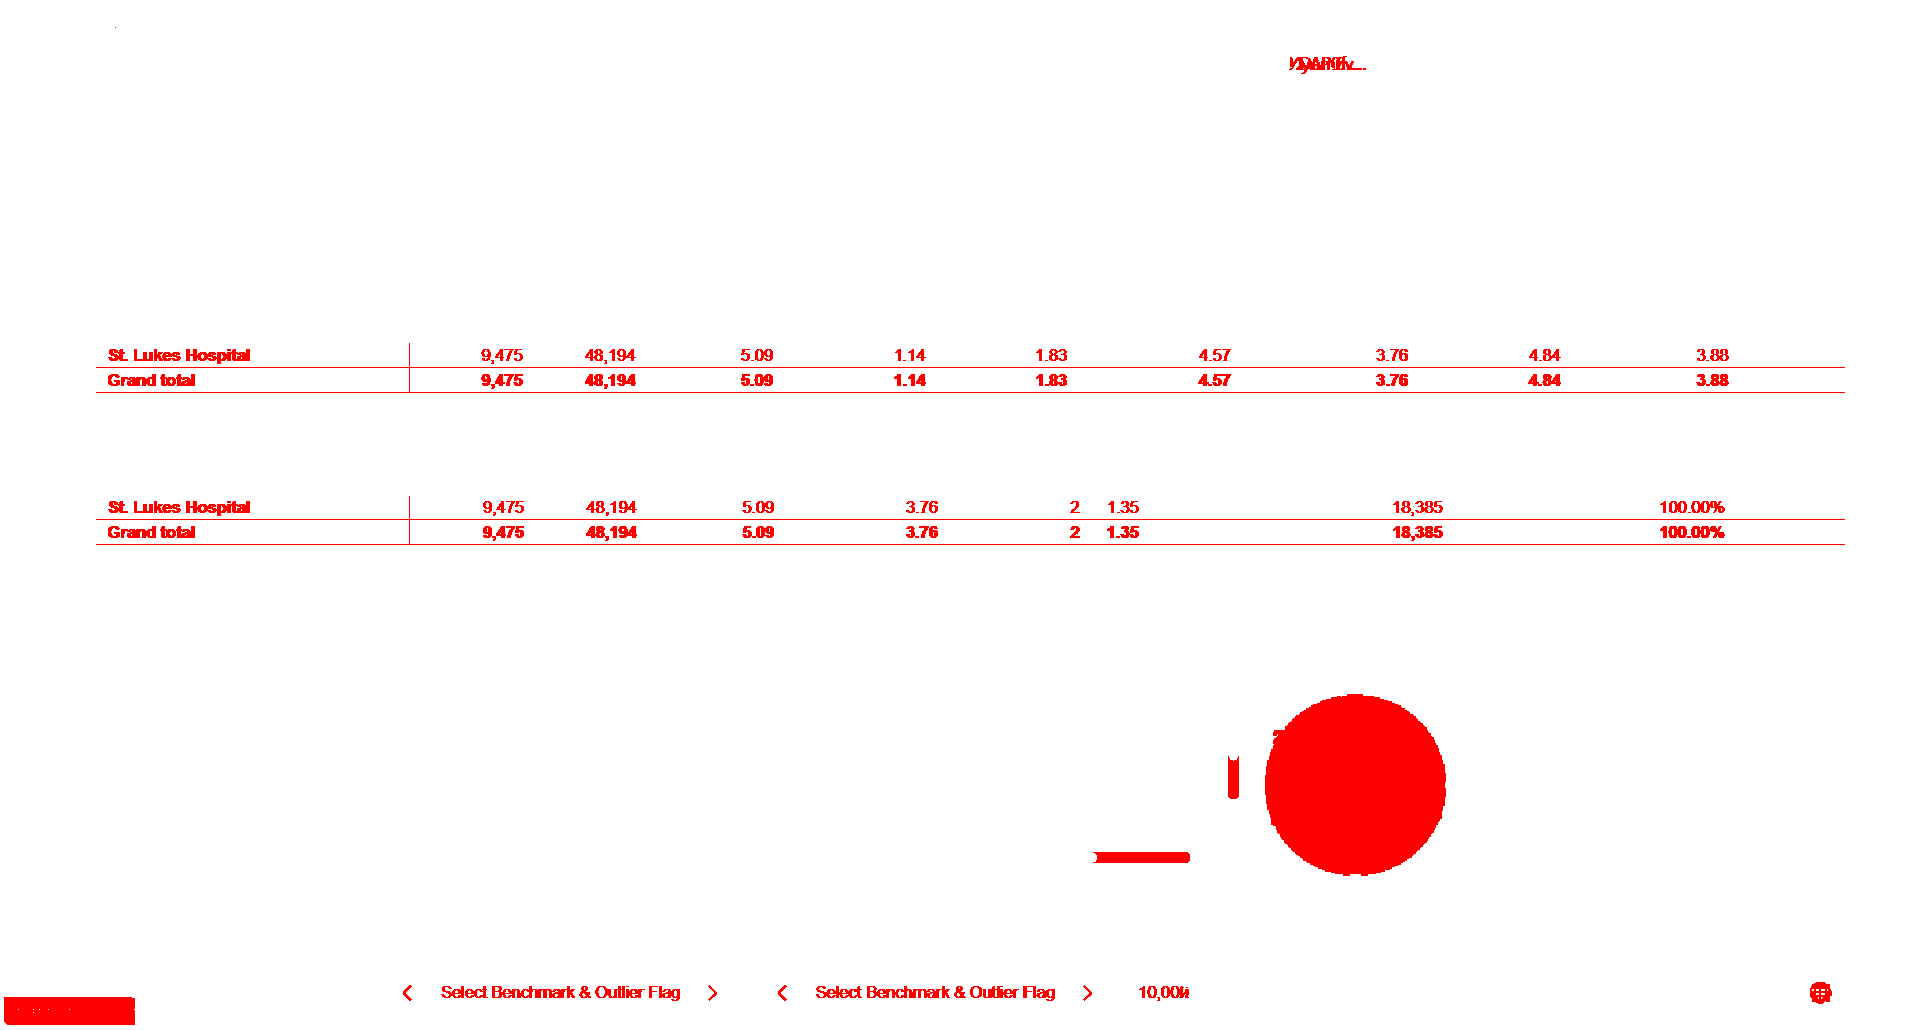 St. Lukes Hospital 9,475 48,194 5.09 1.14 1.83 4.57 3.76 4.84 3.88
Grand total 9,475 48,194 5.09 1.14 1.83 4.57 3.76 4.84 3.88
St. Lukes Hospital 9,475 48,194 5.09 3.76 2 1.35 18,385 100.00%
Grand total 9,475 48,194 5.09 3.76 2 1.35 18,385 100.00%
Select Benchmark & Outlier Flag Select Benchmark & Outlier Flag